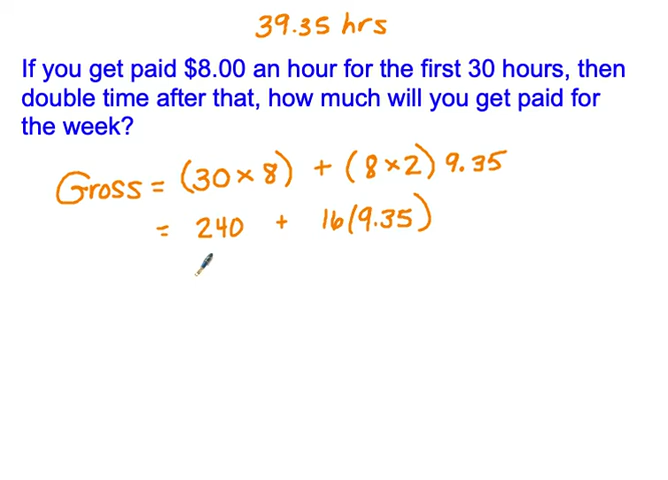 39.35 hrs
If you get paid $8.00 an hour for the first 30 hours, then
double time after that, how much will you get paid for
the week?
Gross = (30 × 8) + (8 × 2) 9.35
= 240 + 16(9.35)